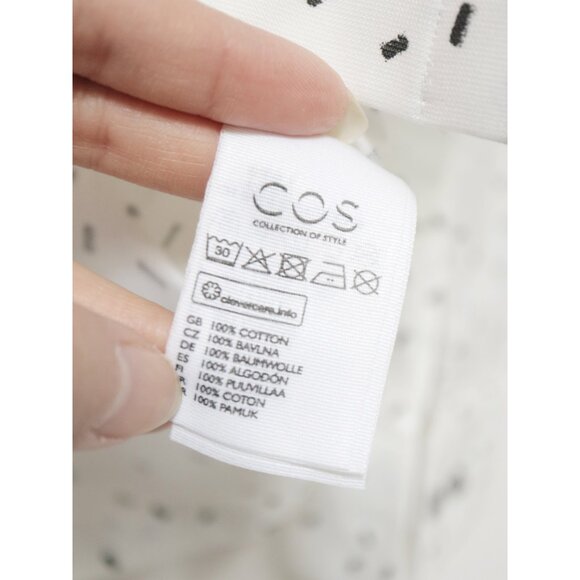 COS
COLLECTION OF STYLE
30
clevercare.info
GB 100% COTTON
CZ 100% BAVLNA
DE 100% BAUMWOLLE
ES 100% ALGODÓN
FI 100% PUUVILLAA
R 100% COTON
R 100% PAMUK